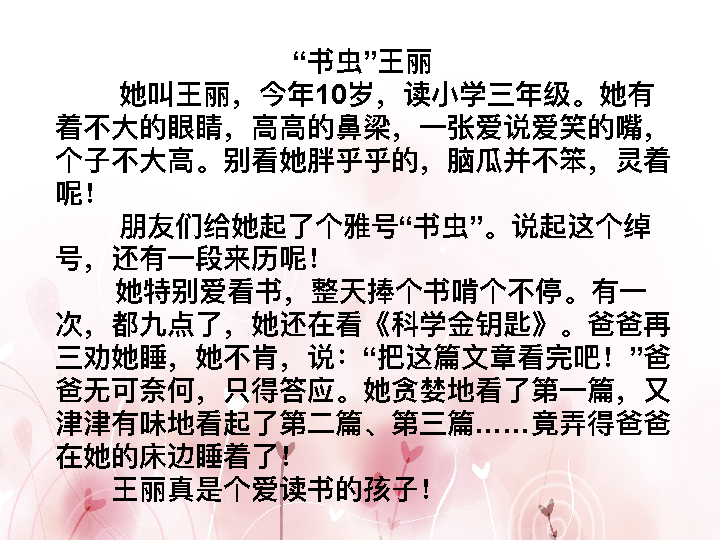 “书虫”王丽
她叫王丽，今年10岁，读小学三年级。她有
着不大的眼睛，高高的鼻梁，一张爱说爱笑的嘴，
个子不大高。别看她胖乎乎的，脑瓜并不笨，灵着
呢！
朋友们给她起了个雅号“书虫”。说起这个绰
号，还有一段来历呢！
她特别爱看书，整天捧个书啃个不停。有一
次，都九点了，她还在看《科学金钥匙》。爸爸再
三劝她睡，她不肯，说：“把这篇文章看完吧！”爸
爸无可奈何，只得答应。她贪婪地看了第一篇，又
津津有味地看起了第二篇、第三篇……竟弄得爸爸
在她的床边睡着了！
王丽真是个爱读书的孩子！